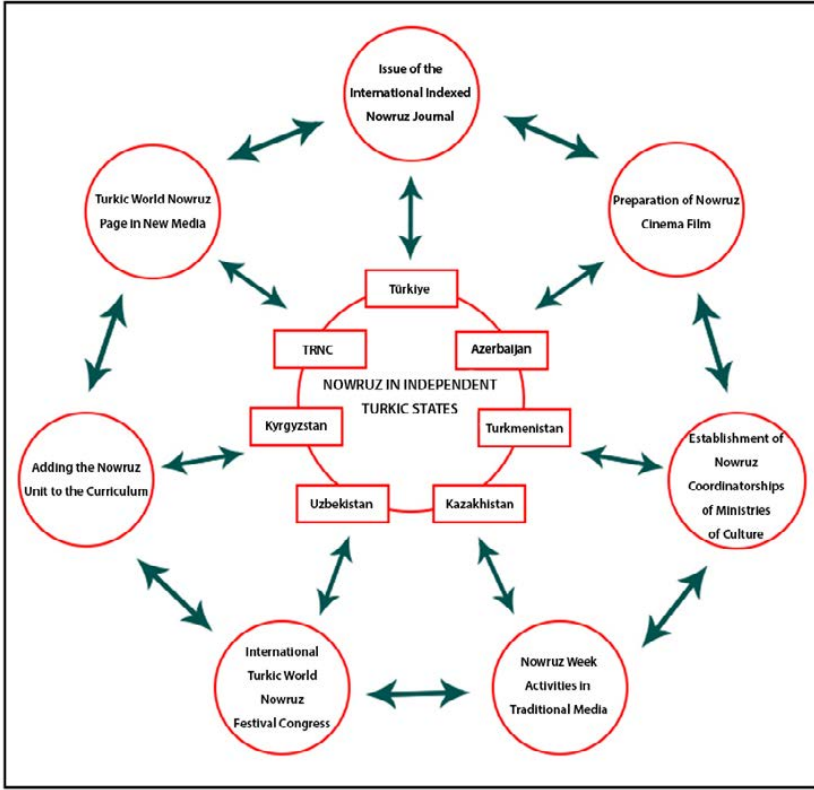 Issue of the
International Indexed
Nowruz Journal
Turkic World Nowruz
Page in New Media
Preparation of Nowruz
Cinema Film
Türkiye
TRNC
Azerbaijan
NOWRUZ IN INDEPENDENT
TURKIC STATES
Kyrgyzstan
Turkmenistan
Uzbekistan
Kazakhistan
Adding the Nowruz
Unit to the Curriculum
Establishment of
Nowruz
Coordinatorships
of Ministries
of Culture
International
Turkic World
Nowruz
Festival Congress
Nowruz Week
Activities in
Traditional Media